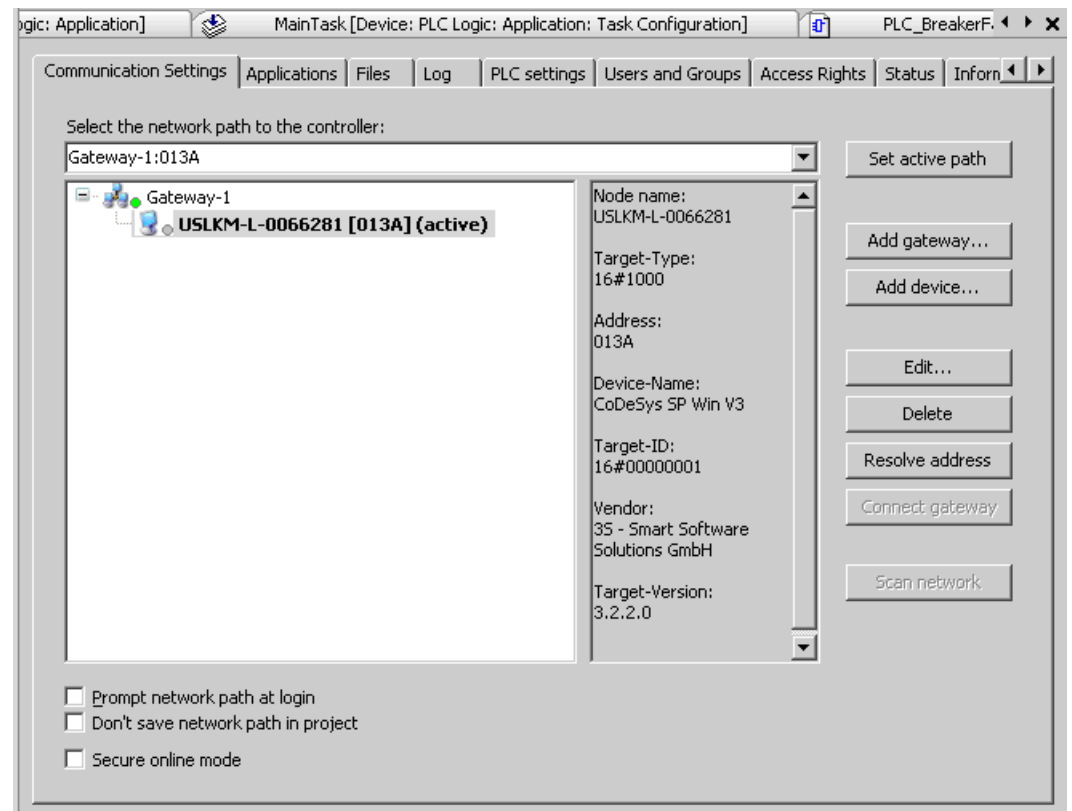 ogic: Application]
MainTask [Device: PLC Logic: Application: Task Configuration]
PLC_BreakerF
Communication Settings
Applications
Files
Log
PLC settings
Users and Groups
Access Rights
Status
Inforn
Select the network path to the controller:
Gateway-1:013A
Set active path
Gateway-1
USLKM-L-0066281 [013A] (active)
Node name:
USLKM-L-0066281
Target-Type:
16#1000
Address:
013A
Device-Name:
CoDeSys SP Win V3
Target-ID:
16#00000001
Vendor:
3S - Smart Software
Solutions GmbH
Target-Version:
3.2.2.0
Add gateway...
Add device...
Edit...
Delete
Resolve address
Connect gateway
Scan network
Prompt network path at login
Don't save network path in project
Secure online mode